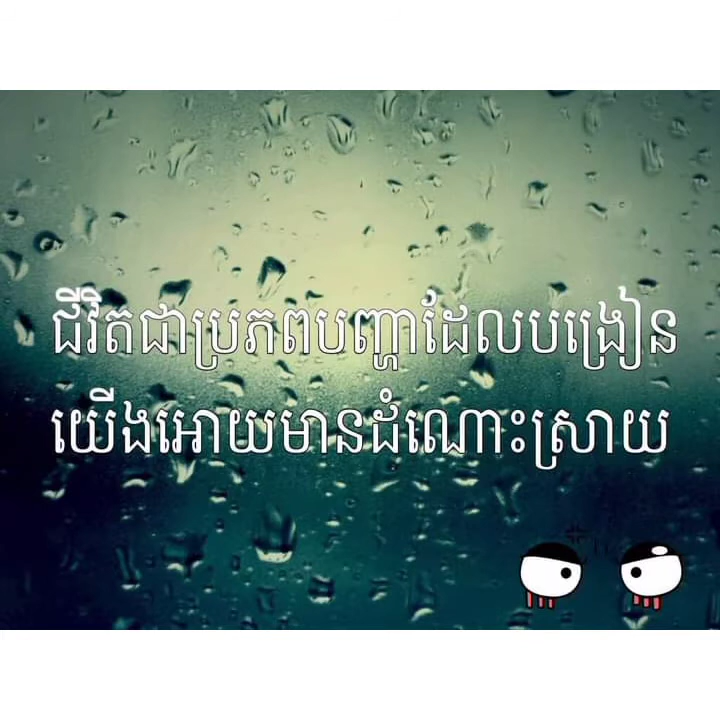 ជីវិតជាប្រភពបញ្ហាដែលបង្រៀន
យើងអោយមានដំណោះស្រាយ